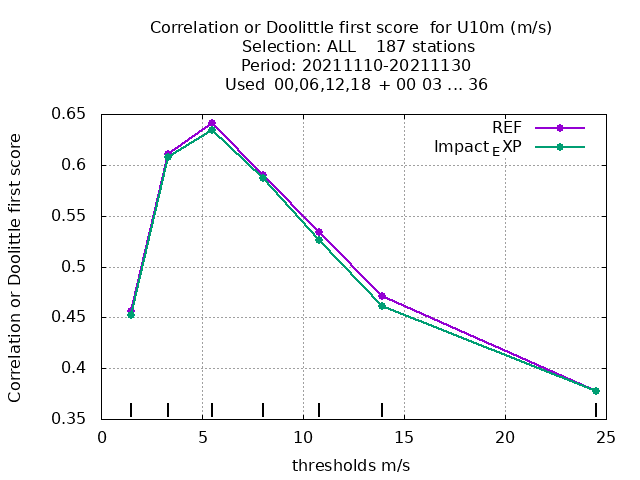 Correlation or Doolittle first score for U10m (m/s)
Selection: ALL 187 stations
Period: 20211110-20211130
Used 00,06,12,18 + 00 03 ... 36
Correlation or Doolittle first score
0.65
0.6
0.55
0.5
0.45
0.4
0.35
REF
Impact_EXP
0 5 10 15 20 25
thresholds m/s